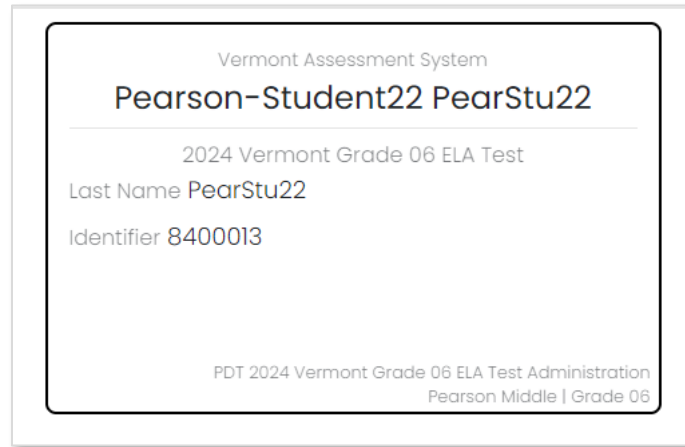 Vermont Assessment System
Pearson-Student22 PearStu22
2024 Vermont Grade 06 ELA Test
Last Name PearStu22
Identifier 8400013
PDT 2024 Vermont Grade 06 ELA Test Administration
Pearson Middle | Grade 06